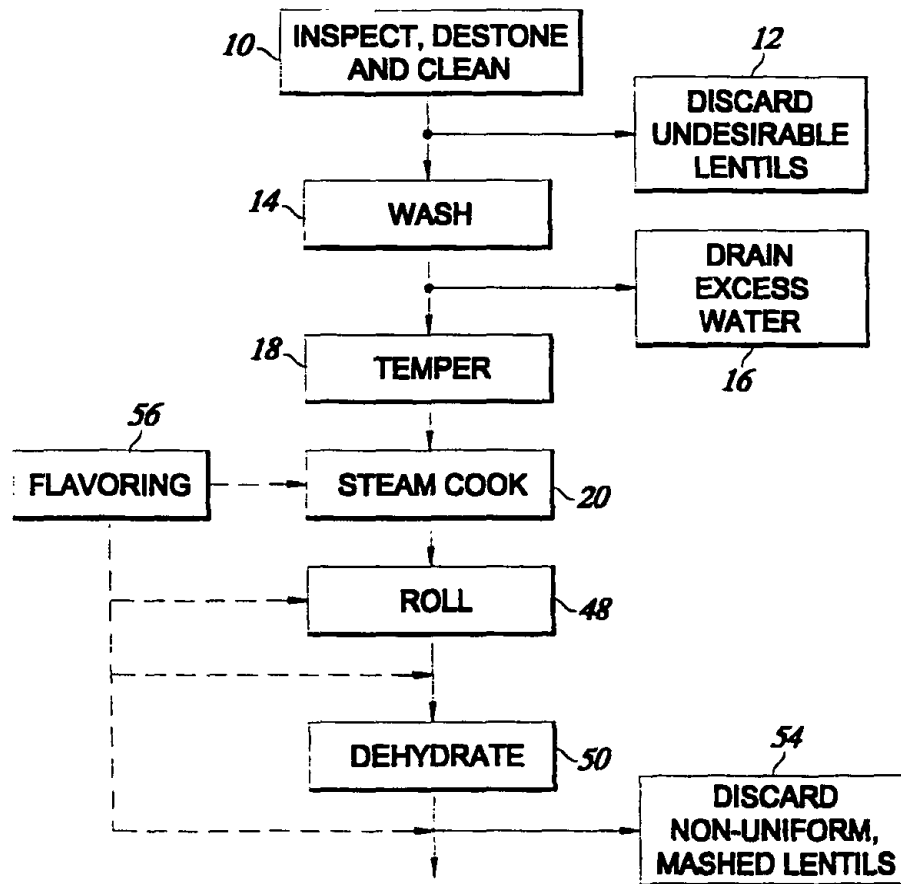 10
INSPECT, DESTONE
AND CLEAN
12
DISCARD
UNDESIRABLE
LENTILS
14
WASH
DRAIN
EXCESS
WATER
16
18
TEMPER
56
FLAVORING
STEAM COOK
20
ROLL
48
DEHYDRATE
50
54
DISCARD
NON-UNIFORM,
MASHED LENTILS